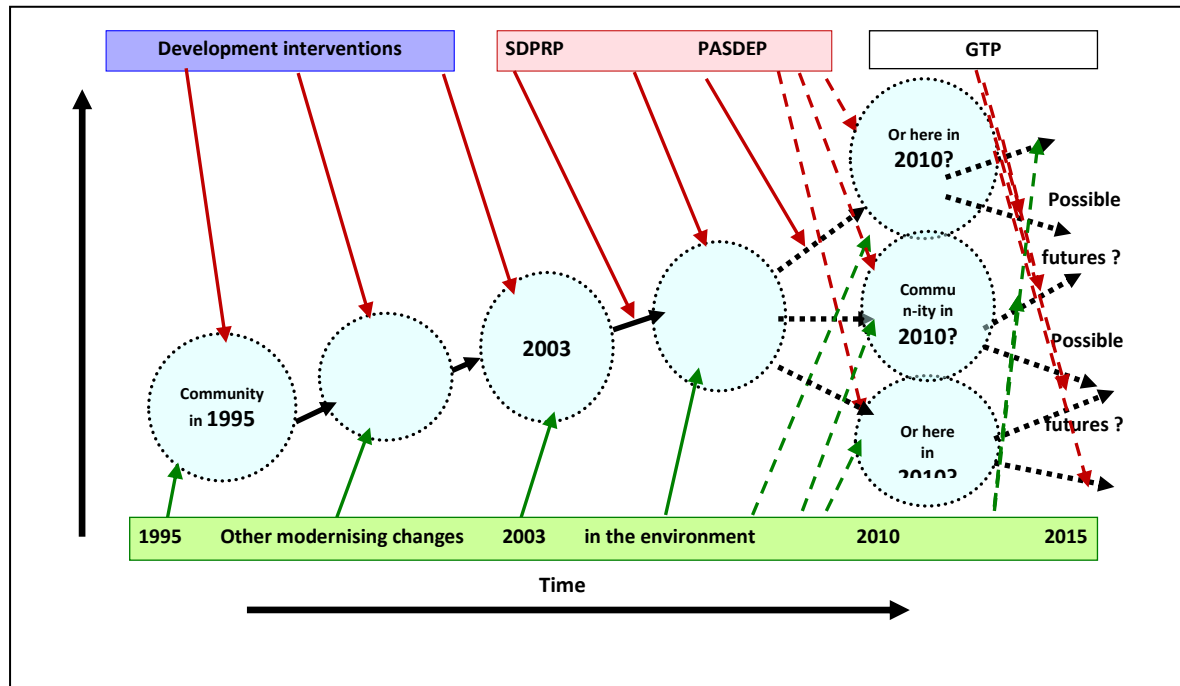 Development interventions
SDPRP PASDEP
GTP
Or here in
2010?
Possible
futures ?
Commu
n-ity in
2010?
2003
Possible
Community
in 1995
futures ?
Or here
in
2010?
1995 Other modernising changes 2003 in the environment 2010 2015
Time